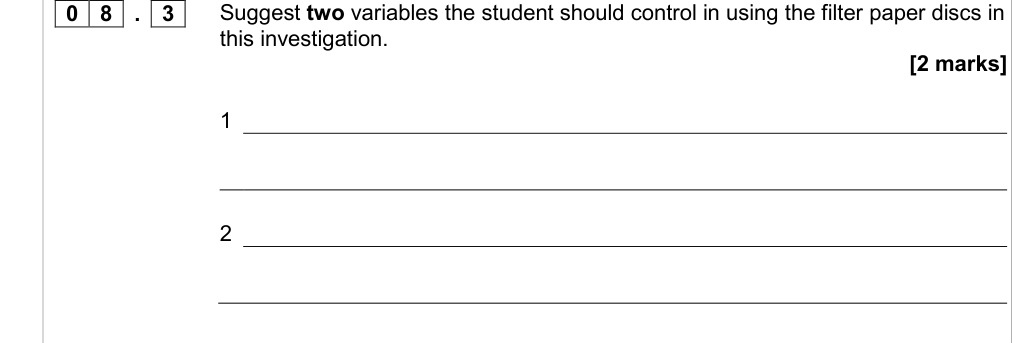 0 8 . 3 Suggest two variables the student should control in using the filter paper discs in
this investigation.
[2 marks]
1
2